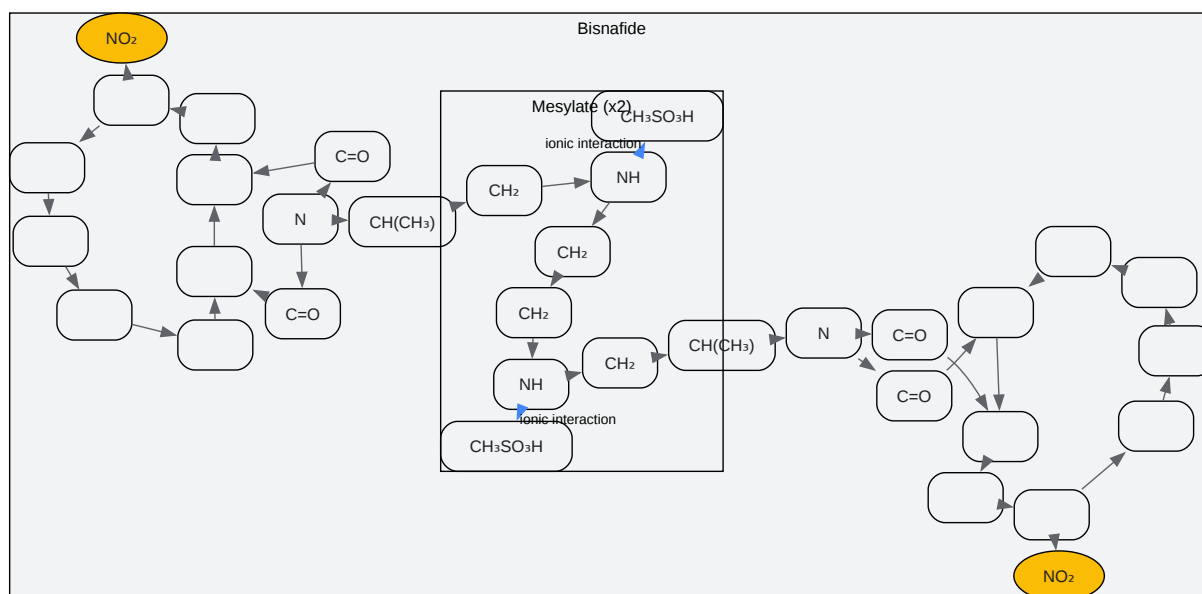 Bisnafide
NO₂
Mesylate (x2)
CH₃SO₃H
ionic interaction
C=O
CH₂
NH
N
CH(CH₃)
CH₂
CH₂
C=O
CH(CH₃)
N
C=O
CH₂
NH
C=O
ionic interaction
CH₃SO₃H
NO₂